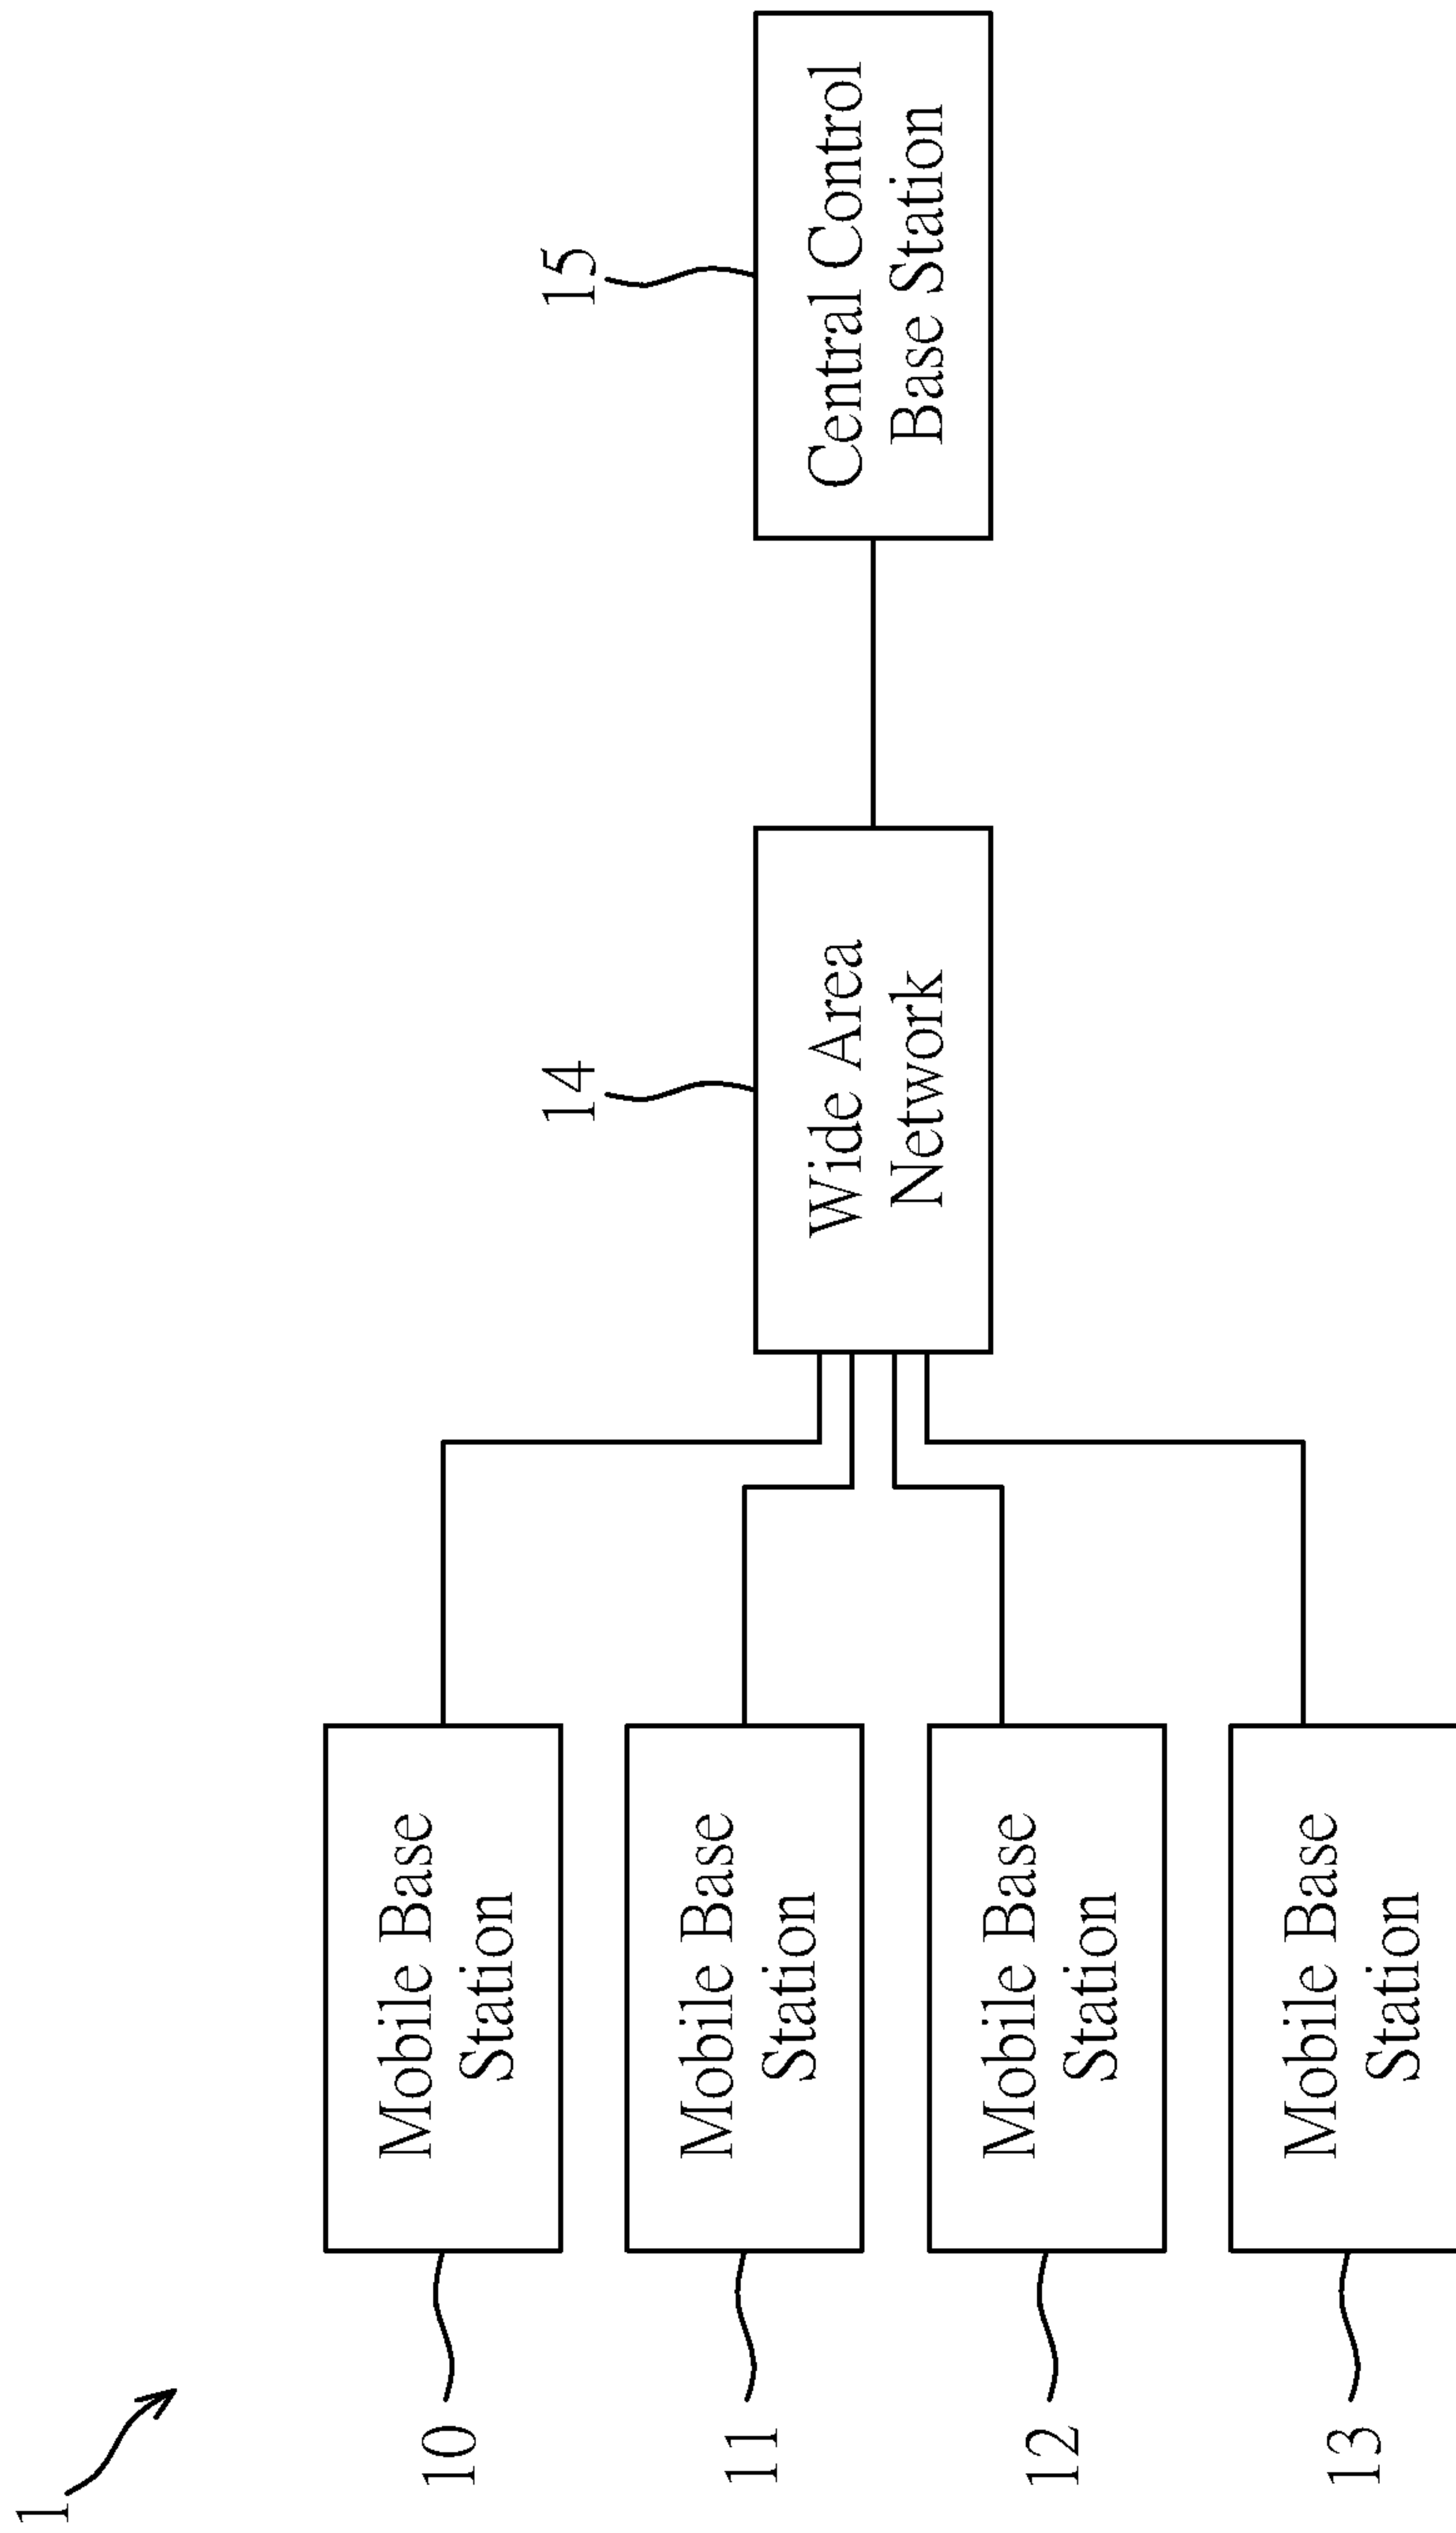 1
10
Mobile Base
Station
11
Mobile Base
Station
12
Mobile Base
Station
13
Mobile Base
Station
14
Wide Area
Network
15
Central Control
Base Station